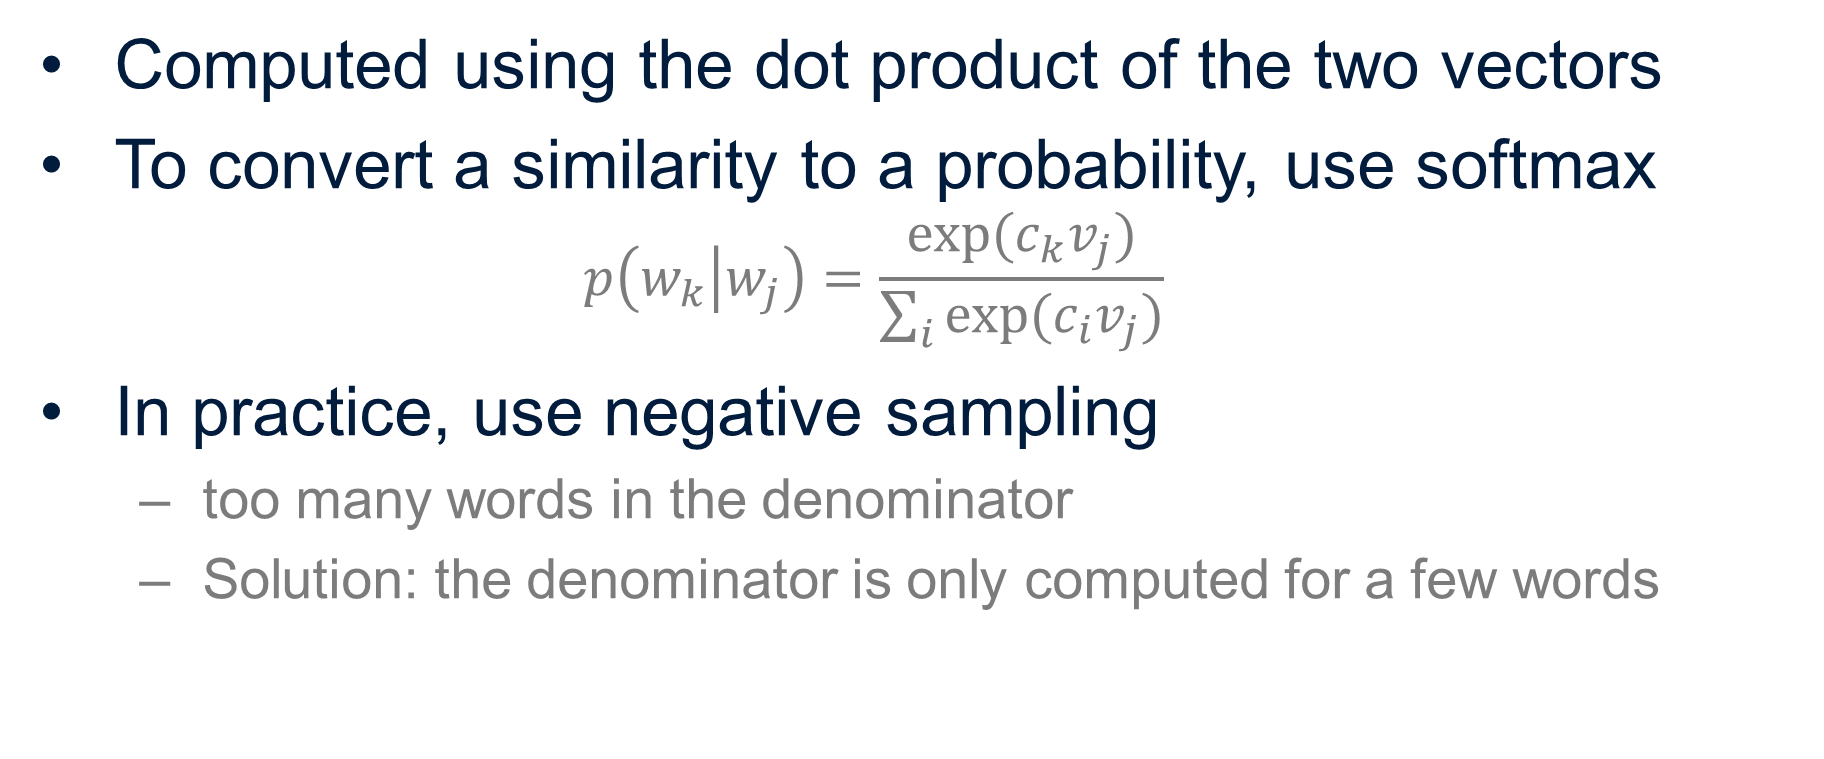 • Computed using the dot product of the two vectors
• To convert a similarity to a probability, use softmax
p(w_k|w_j) = exp(c_k v_j) / ∑_i exp(c_i v_j)
• In practice, use negative sampling
– too many words in the denominator
– Solution: the denominator is only computed for a few words